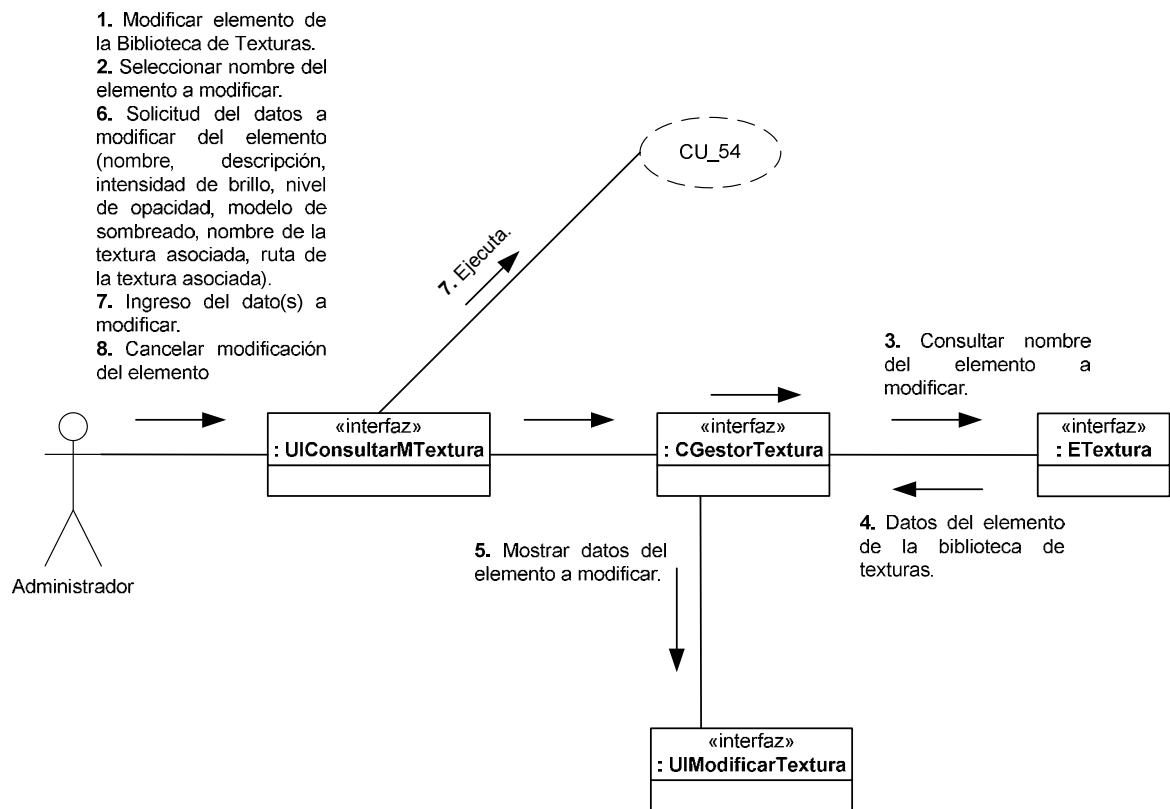 1. Modificar elemento de
la Biblioteca de Texturas.
2. Seleccionar nombre del
elemento a modificar.
6. Solicitud del datos a
modificar del elemento
(nombre, descripción,
intensidad de brillo, nivel
de opacidad, modelo de
sombreado, nombre de la
textura asociada, ruta de
la textura asociada).
7. Ingreso del dato(s) a
modificar.
8. Cancelar modificación
del elemento
CU_54
7. Ejecuta.
3. Consultar nombre
del elemento a
modificar.
«interfaz»
: UIConsultarMTextura
«interfaz»
: CGestorTextura
«interfaz»
: ETextura
4. Datos del elemento
de la biblioteca de
texturas.
5. Mostrar datos del
elemento a modificar.
Administrador
«interfaz»
: UIModificarTextura